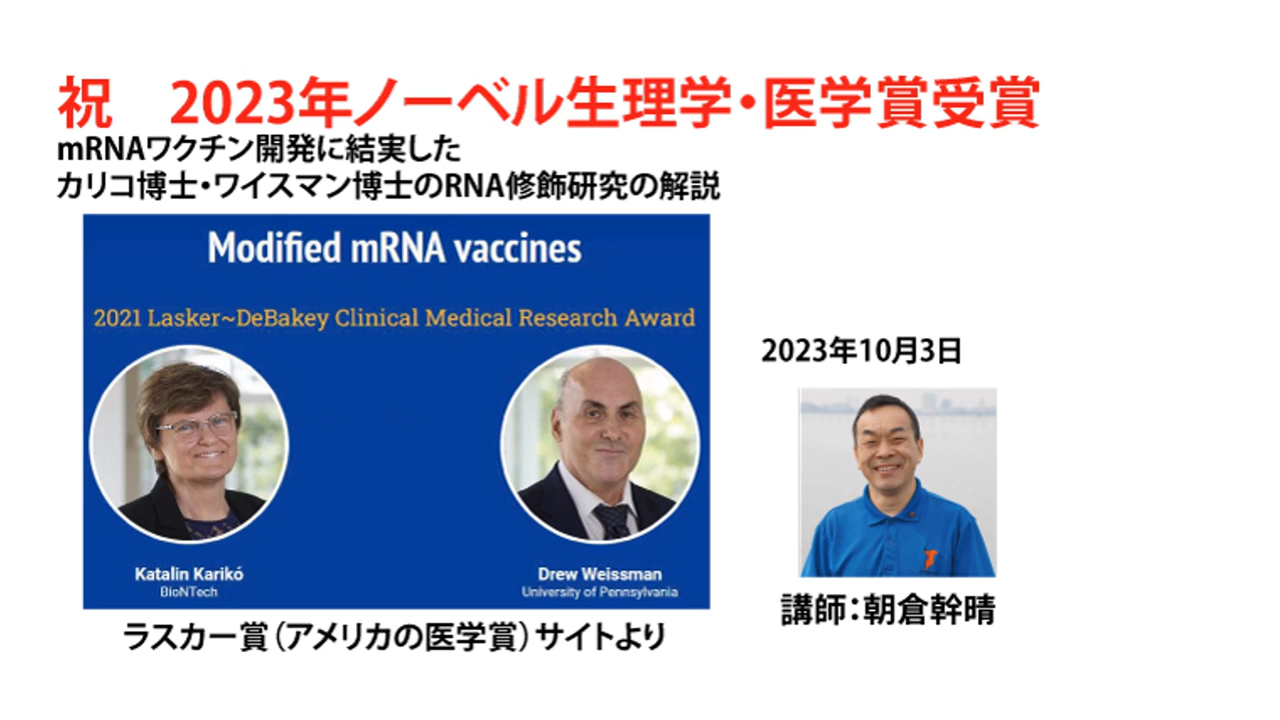 祝　2023年ノーベル生理学・医学賞受賞
mRNAワクチン開発に結実した
カリコ博士・ワイスマン博士のRNA修飾研究の解説
Modified mRNA vaccines
2021 Lasker~DeBakey Clinical Medical Research Award
Katalin Karikó
BioNTech
Drew Weissman
University of Pennsylvania
ラスカー賞（アメリカの医学賞）サイトより
2023年10月3日
講師：朝倉幹晴